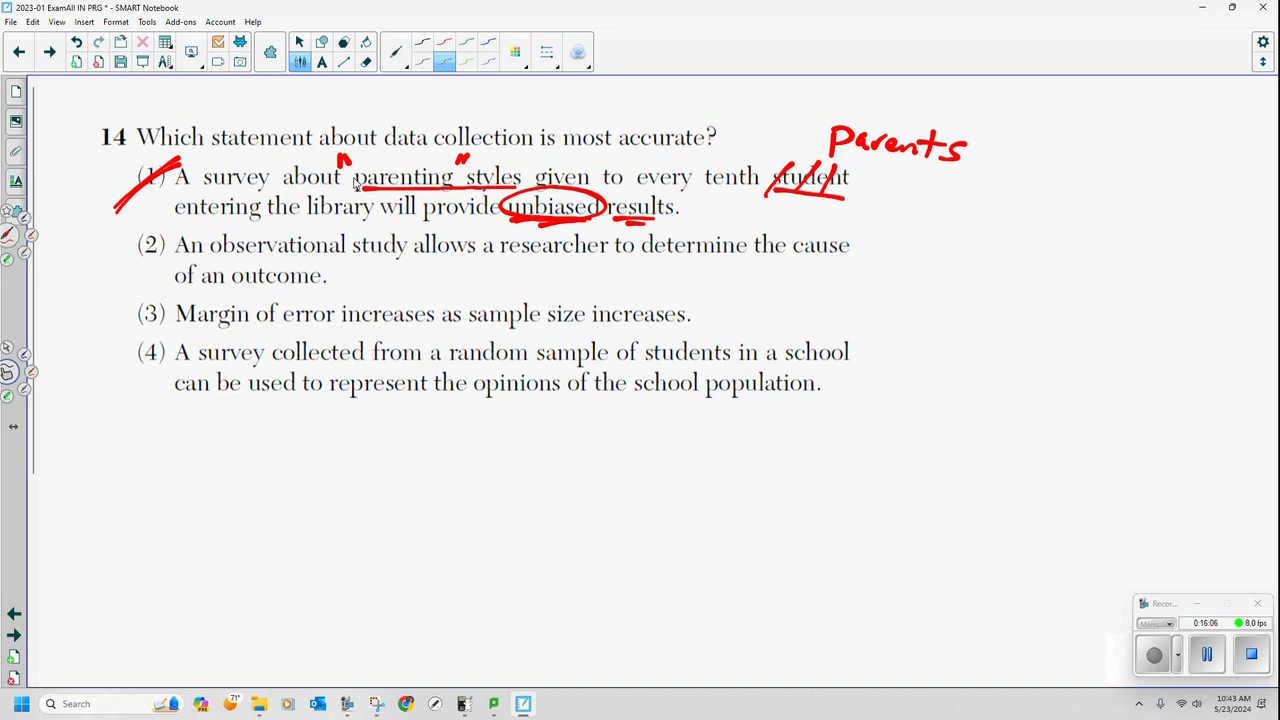 2023-01 ExamAll IN PRG * - SMART Notebook
File Edit View Insert Format Tools Add-ons Account Help
14 Which statement about data collection is most accurate?
Parents
(1) A survey about " parenting styles " given to every tenth student
entering the library will provide unbiased results.
(2) An observational study allows a researcher to determine the cause
of an outcome.
(3) Margin of error increases as sample size increases.
(4) A survey collected from a random sample of students in a school
can be used to represent the opinions of the school population.
Recor...
Menu
0:16:06
8.0 fps
Search
71°
10:43 AM
5/23/2024